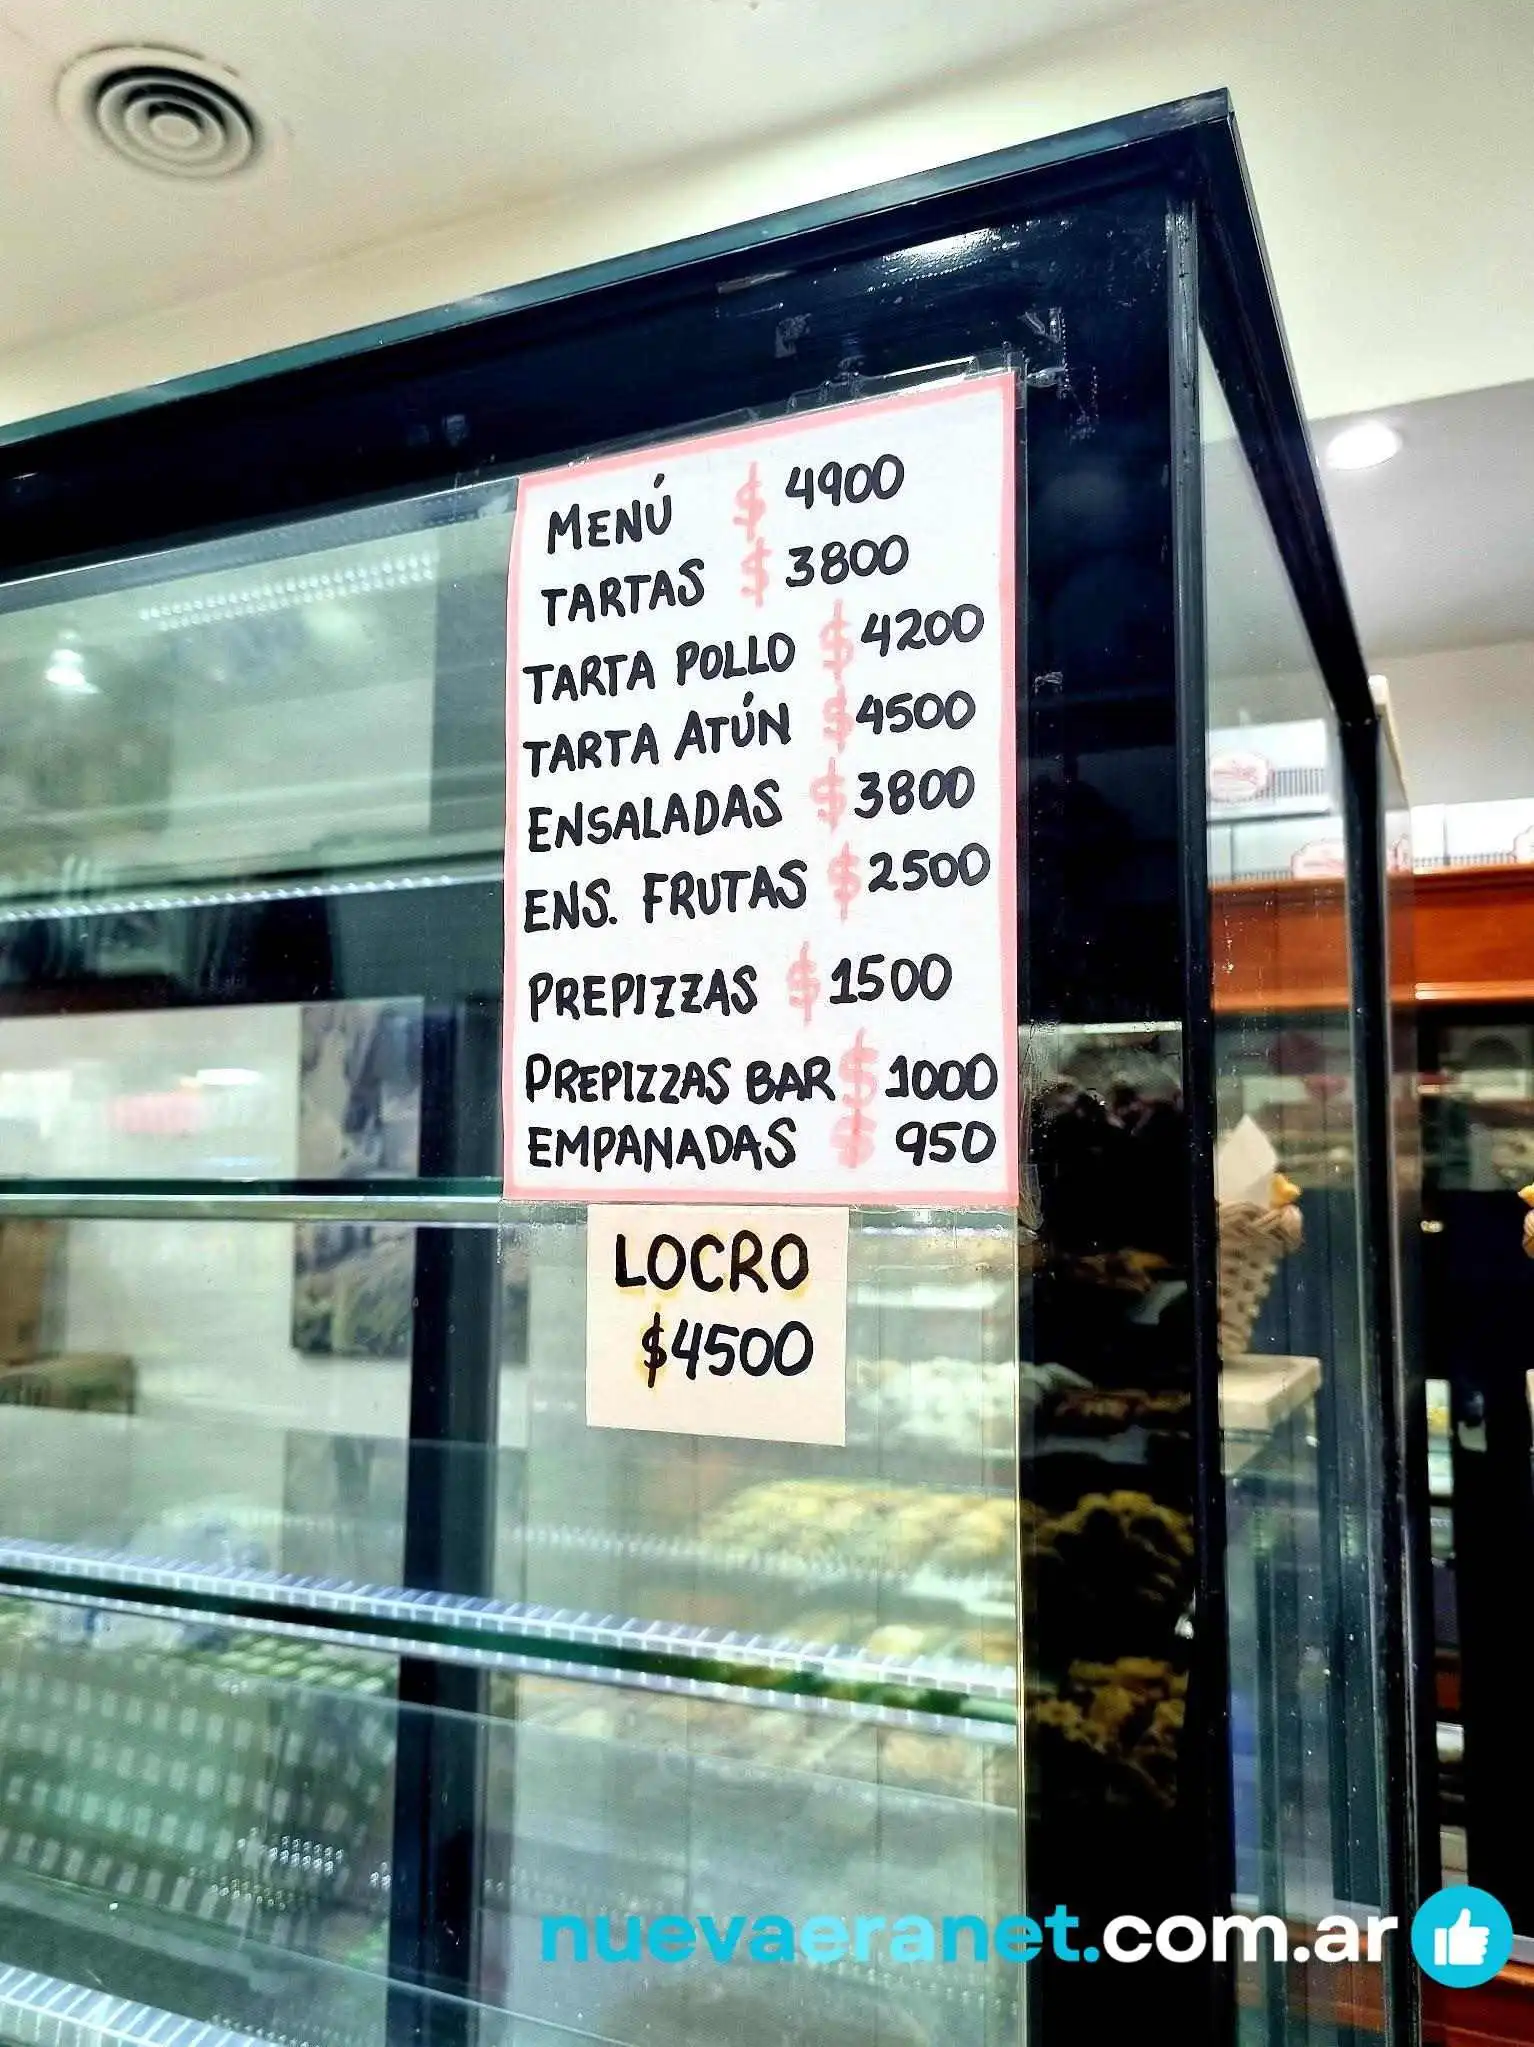 MENÚ $ 4900
TARTAS $ 3800
TARTA POLLO $ 4200
TARTA ATÚN $ 4500
ENSALADAS $ 3800
ENS. FRUTAS $ 2500
PREPIZZAS $ 1500
PREPIZZAS BAR $ 1000
EMPANADAS $ 950
LOCRO
$ 4500
nuevaeranet.com.ar